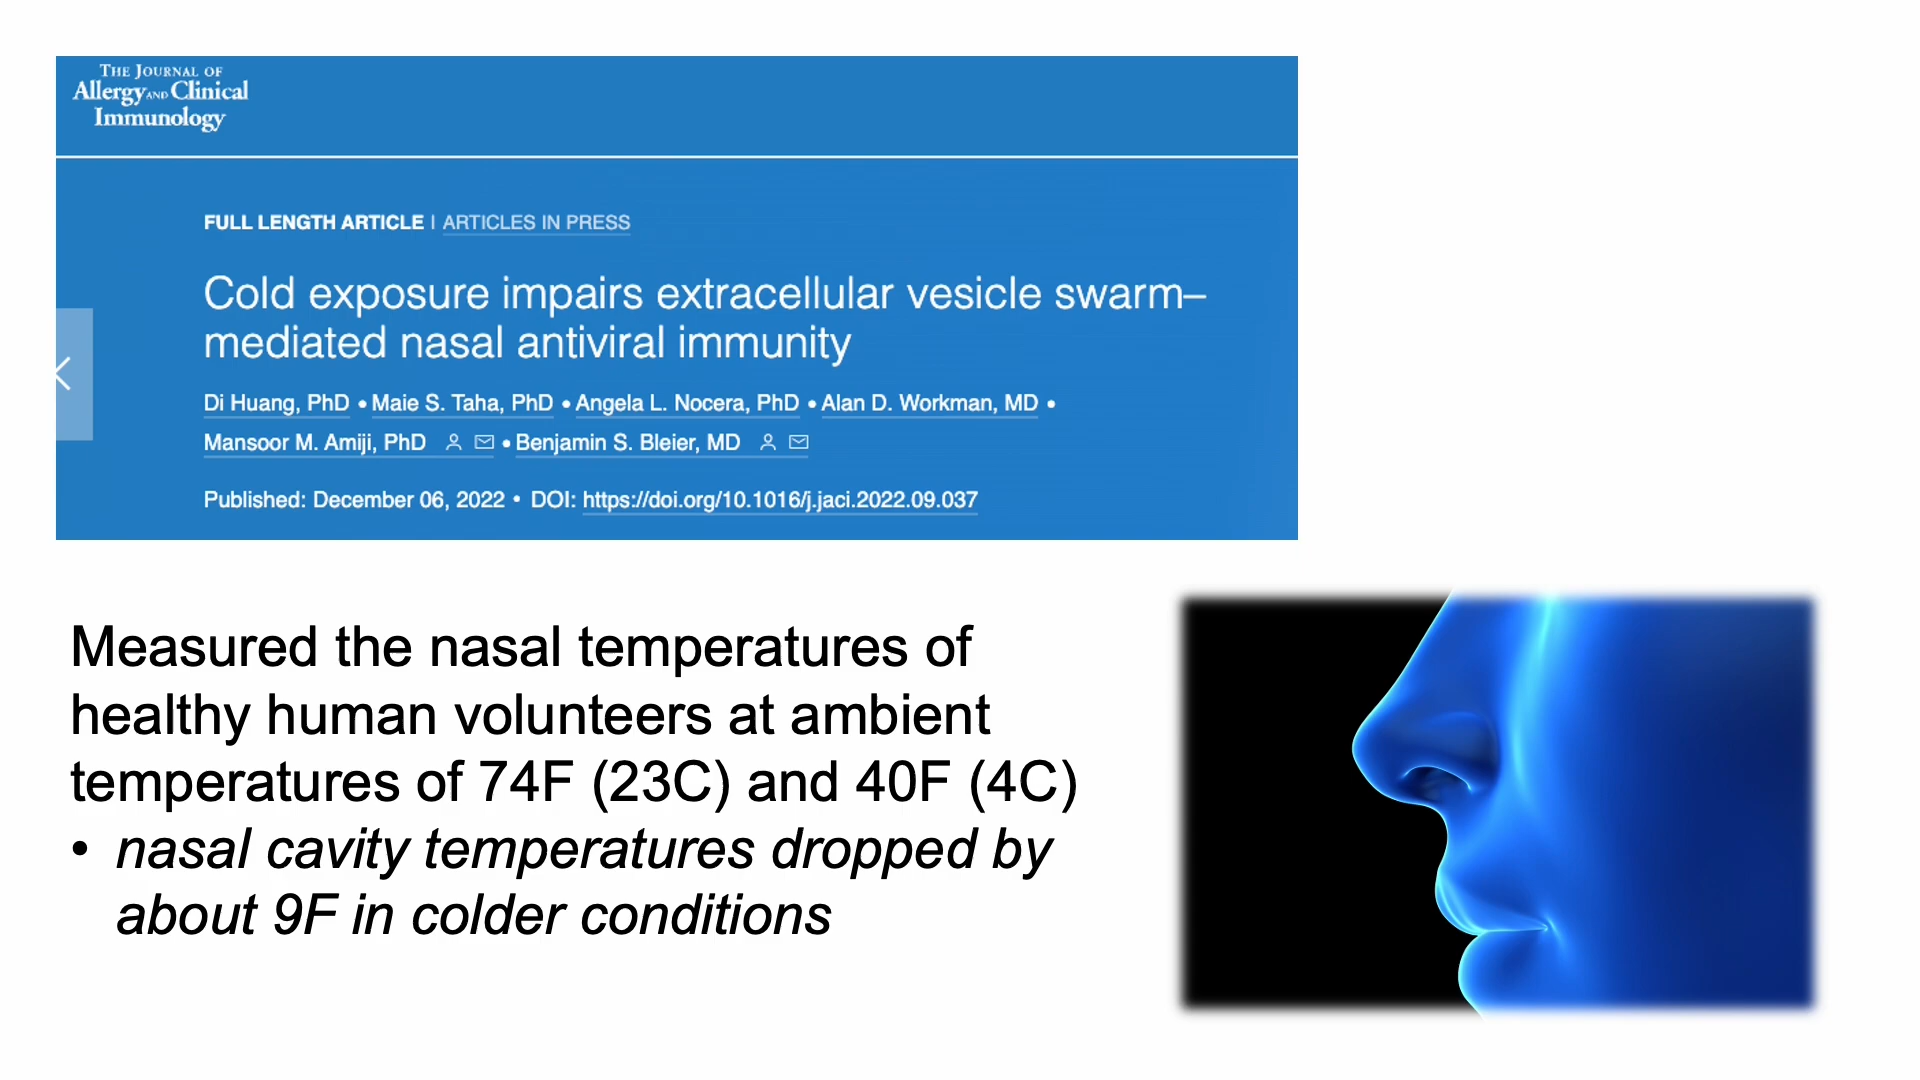 THE JOURNAL OF
Allergy AND Clinical
Immunology
FULL LENGTH ARTICLE | ARTICLES IN PRESS
Cold exposure impairs extracellular vesicle swarm–
mediated nasal antiviral immunity
Di Huang, PhD • Maie S. Taha, PhD • Angela L. Nocera, PhD • Alan D. Workman, MD •
Mansoor M. Amiji, PhD • Benjamin S. Bleier, MD
Published: December 06, 2022 • DOI: https://doi.org/10.1016/j.jaci.2022.09.037
Measured the nasal temperatures of
healthy human volunteers at ambient
temperatures of 74F (23C) and 40F (4C)
• nasal cavity temperatures dropped by
about 9F in colder conditions